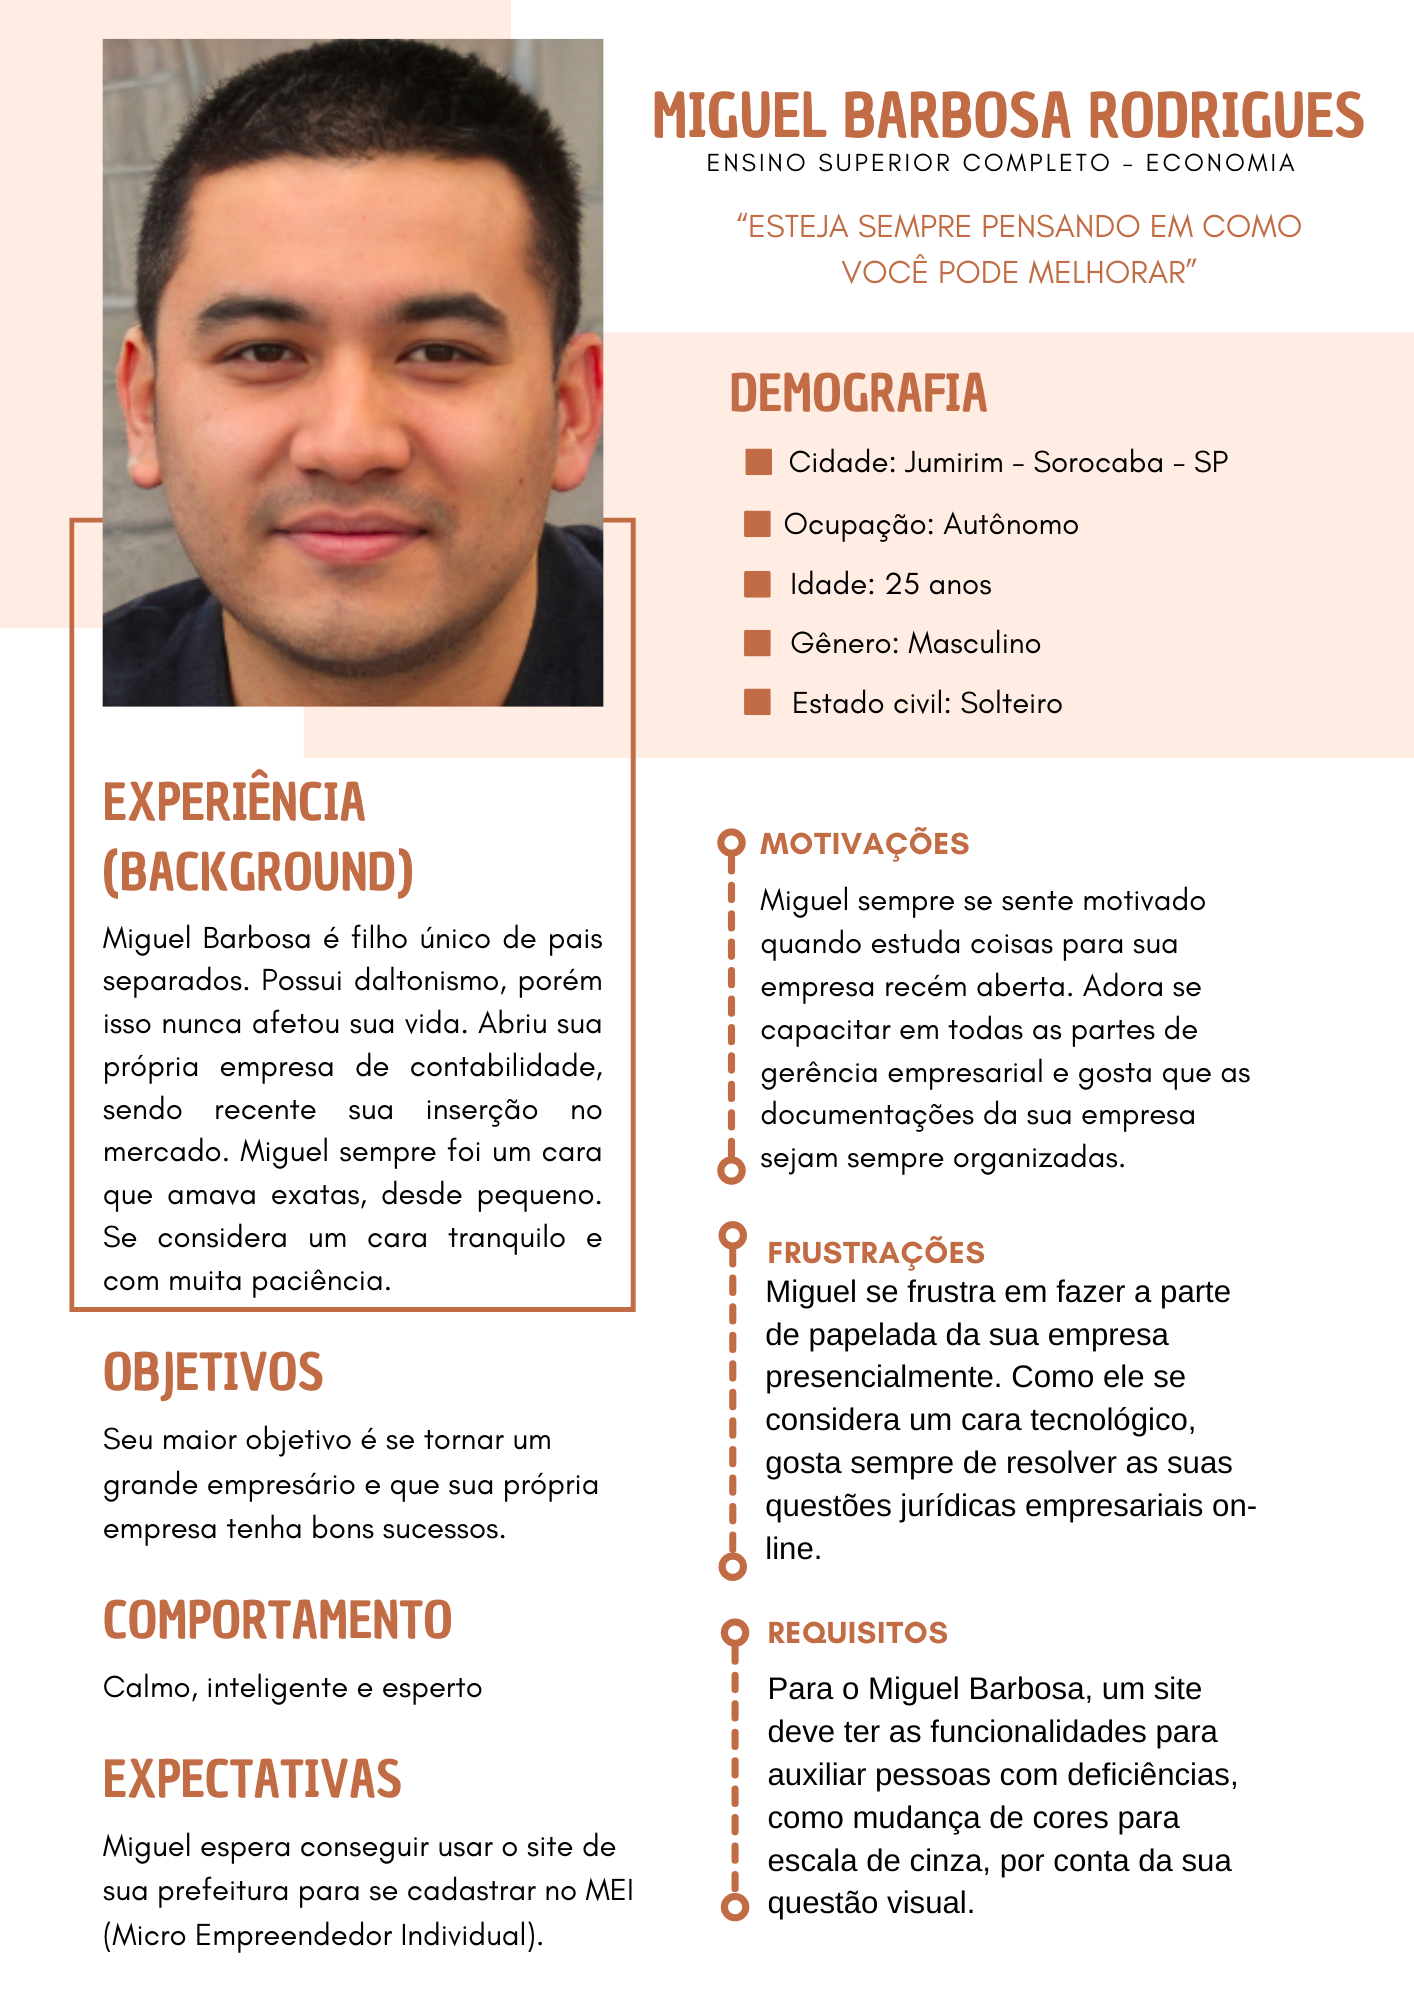 MIGUEL BARBOSA RODRIGUES
ENSINO SUPERIOR COMPLETO - ECONOMIA
“ESTEJA SEMPRE PENSANDO EM COMO
VOCÊ PODE MELHORAR”
DEMOGRAFIA
Cidade: Jumirim - Sorocaba - SP
Ocupação: Autônomo
Idade: 25 anos
Gênero: Masculino
Estado civil: Solteiro
EXPERIÊNCIA
(BACKGROUND)
Miguel Barbosa é filho único de pais
separados. Possui daltonismo, porém
isso nunca afetou sua vida. Abriu sua
própria empresa de contabilidade,
sendo recente sua inserção no
mercado. Miguel sempre foi um cara
que amava exatas, desde pequeno.
Se considera um cara tranquilo e
com muita paciência.
OBJETIVOS
Seu maior objetivo é se tornar um
grande empresário e que sua própria
empresa tenha bons sucessos.
COMPORTAMENTO
Calmo, inteligente e esperto
EXPECTATIVAS
Miguel espera conseguir usar o site de
sua prefeitura para se cadastrar no MEI
(Micro Empreendedor Individual).
MOTIVAÇÕES
Miguel sempre se sente motivado
quando estuda coisas para sua
empresa recém aberta. Adora se
capacitar em todas as partes de
gerência empresarial e gosta que as
documentações da sua empresa
sejam sempre organizadas.
FRUSTRAÇÕES
Miguel se frustra em fazer a parte
de papelada da sua empresa
presencialmente. Como ele se
considera um cara tecnológico,
gosta sempre de resolver as suas
questões jurídicas empresariais on-
line.
REQUISITOS
Para o Miguel Barbosa, um site
deve ter as funcionalidades para
auxiliar pessoas com deficiências,
como mudança de cores para
escala de cinza, por conta da sua
questão visual.